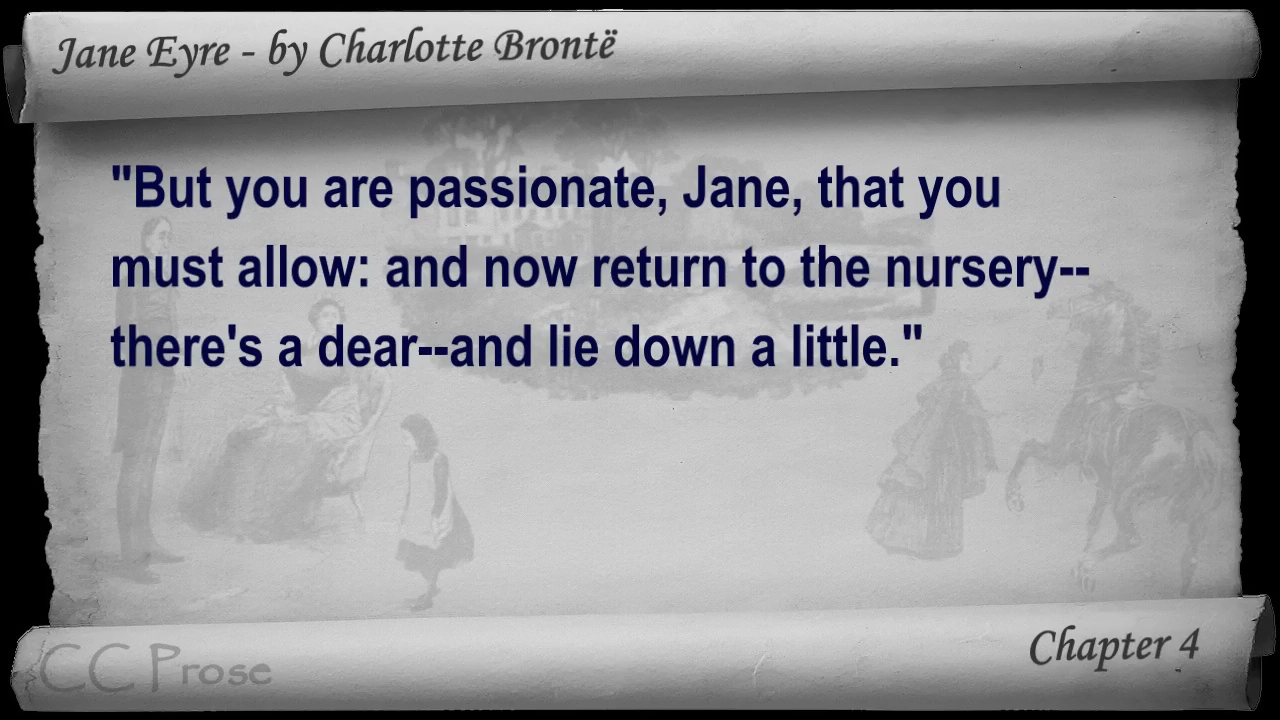 Jane Eyre - by Charlotte Brontë
"But you are passionate, Jane, that you
must allow: and now return to the nursery--
there's a dear--and lie down a little."
Chapter 4
CC Prose